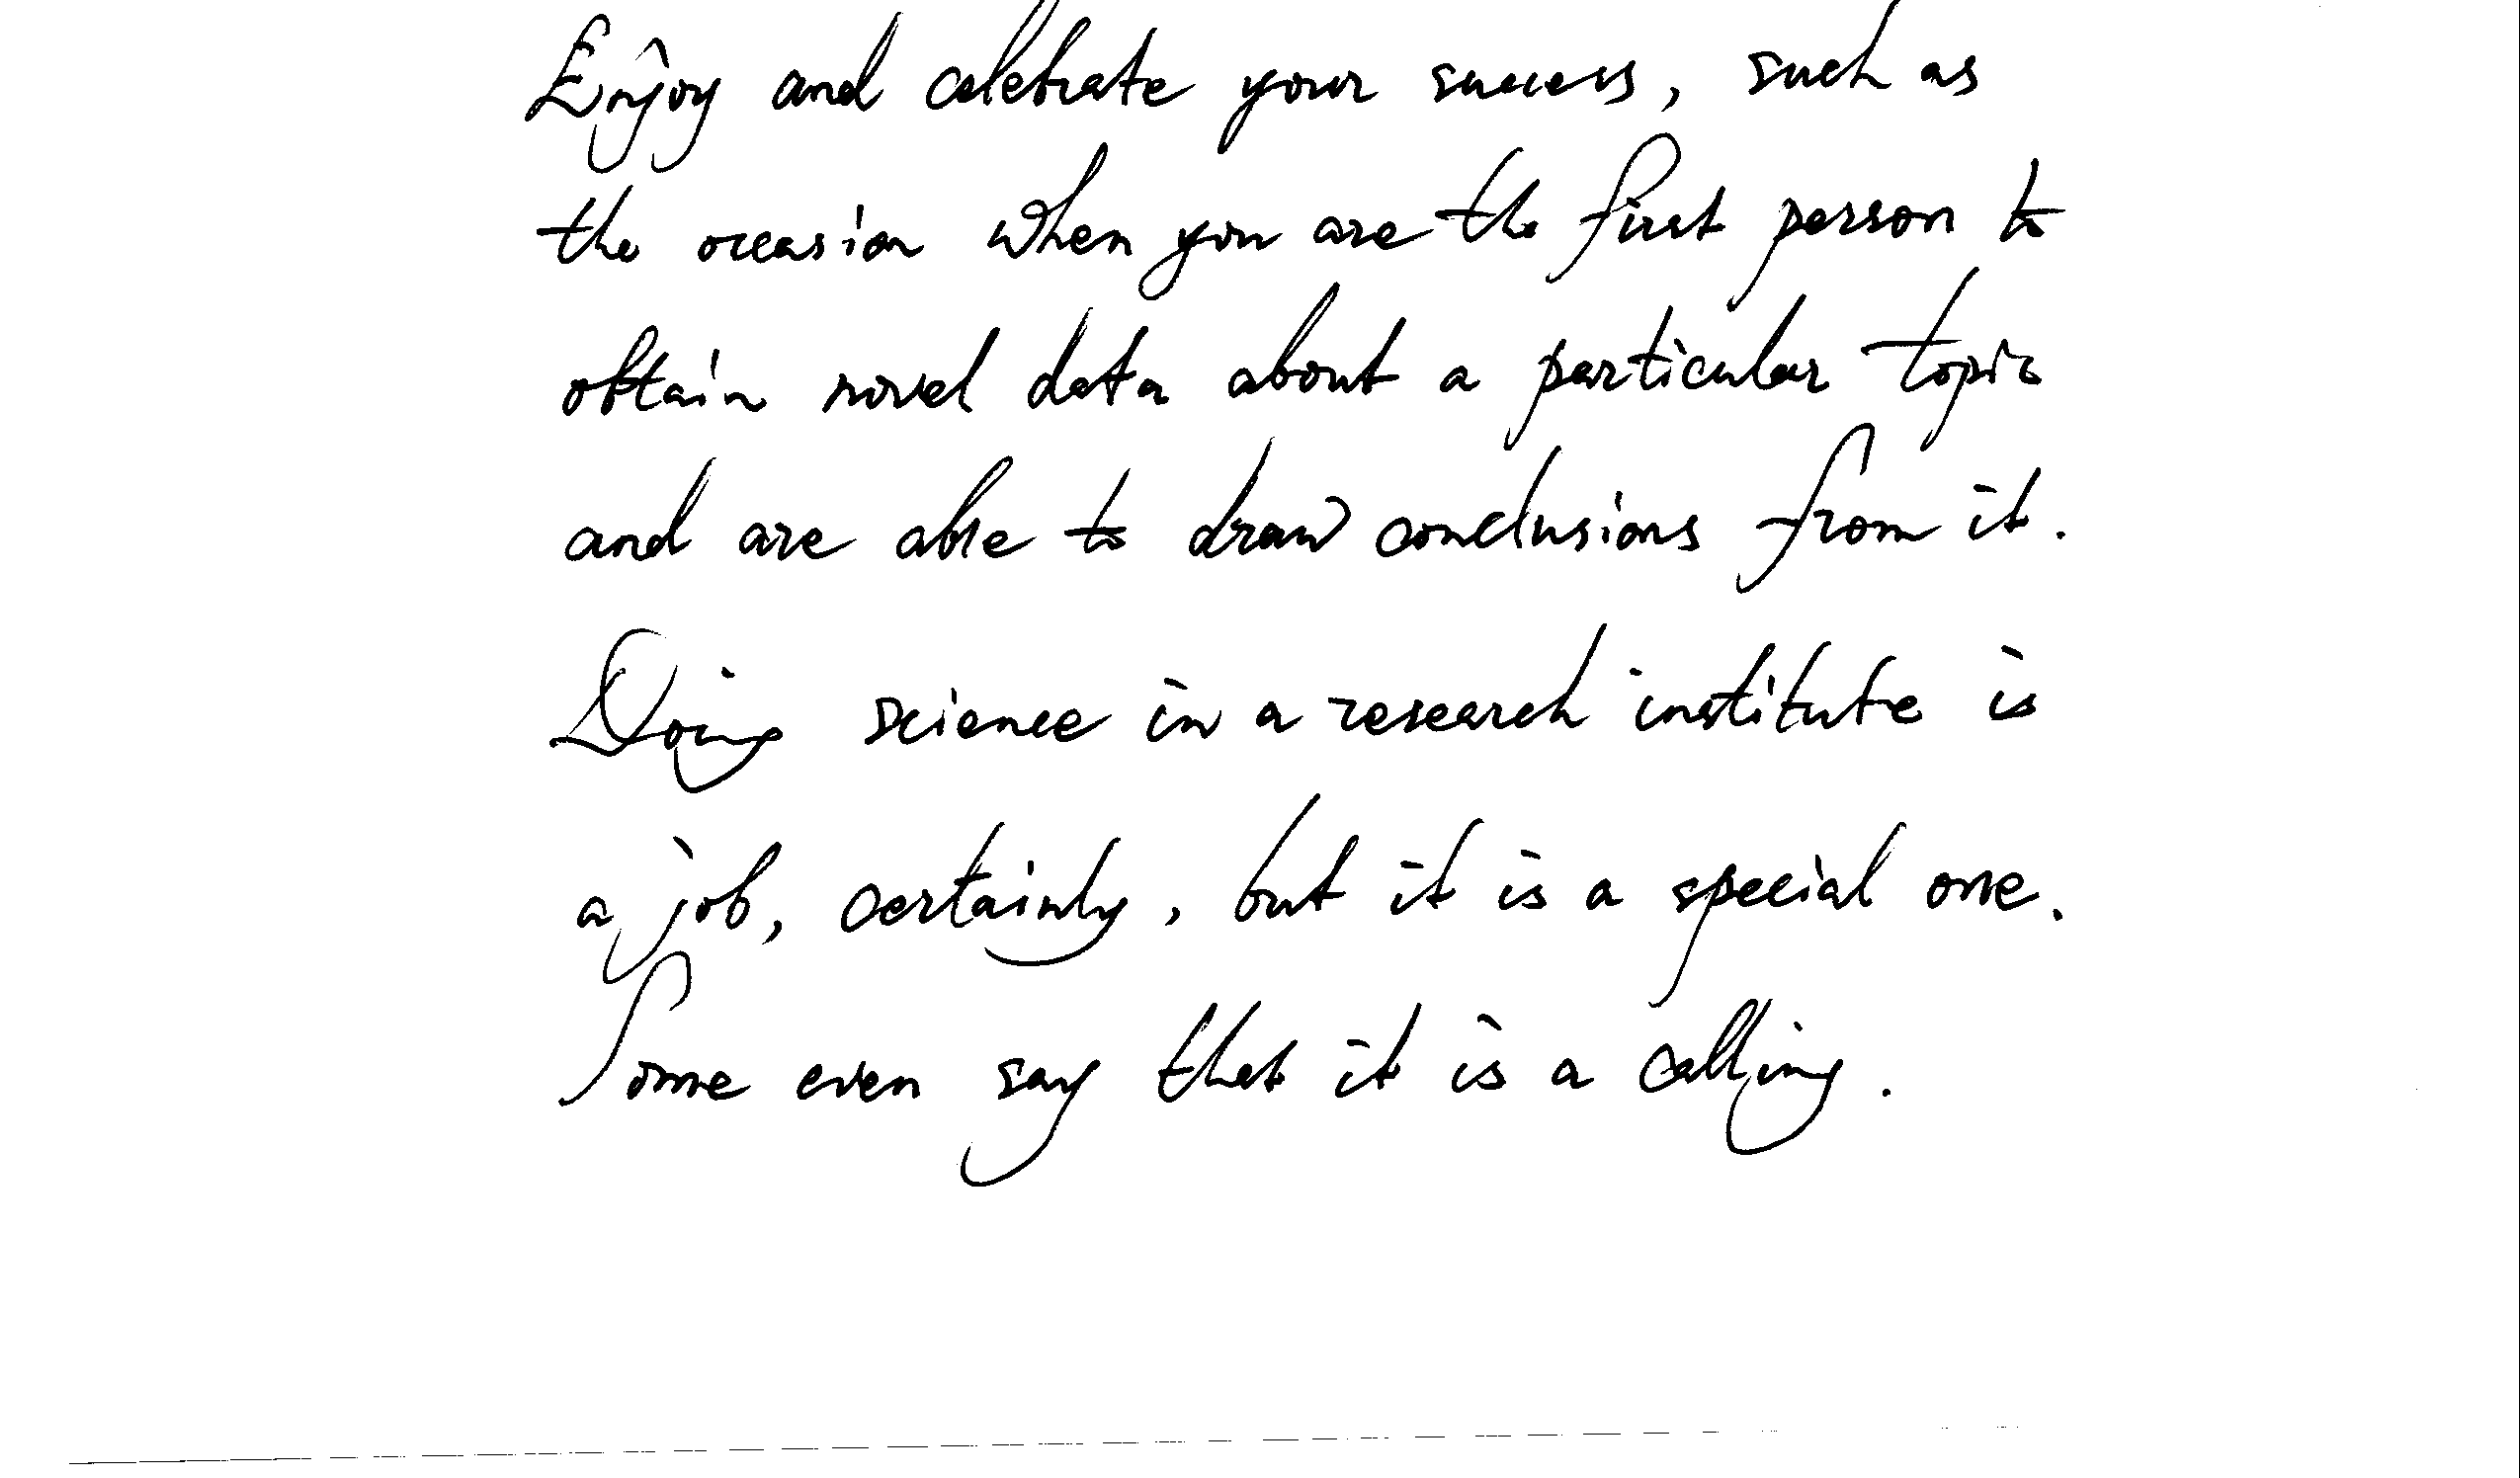 Enjoy and celebrate your success, such as
the occasion when you are the first person to
obtain novel data about a particular topic
and are able to draw conclusions from it.
Doing science in a research institute is
a job, certainly, but it is a special one.
Some even say that it is a calling.